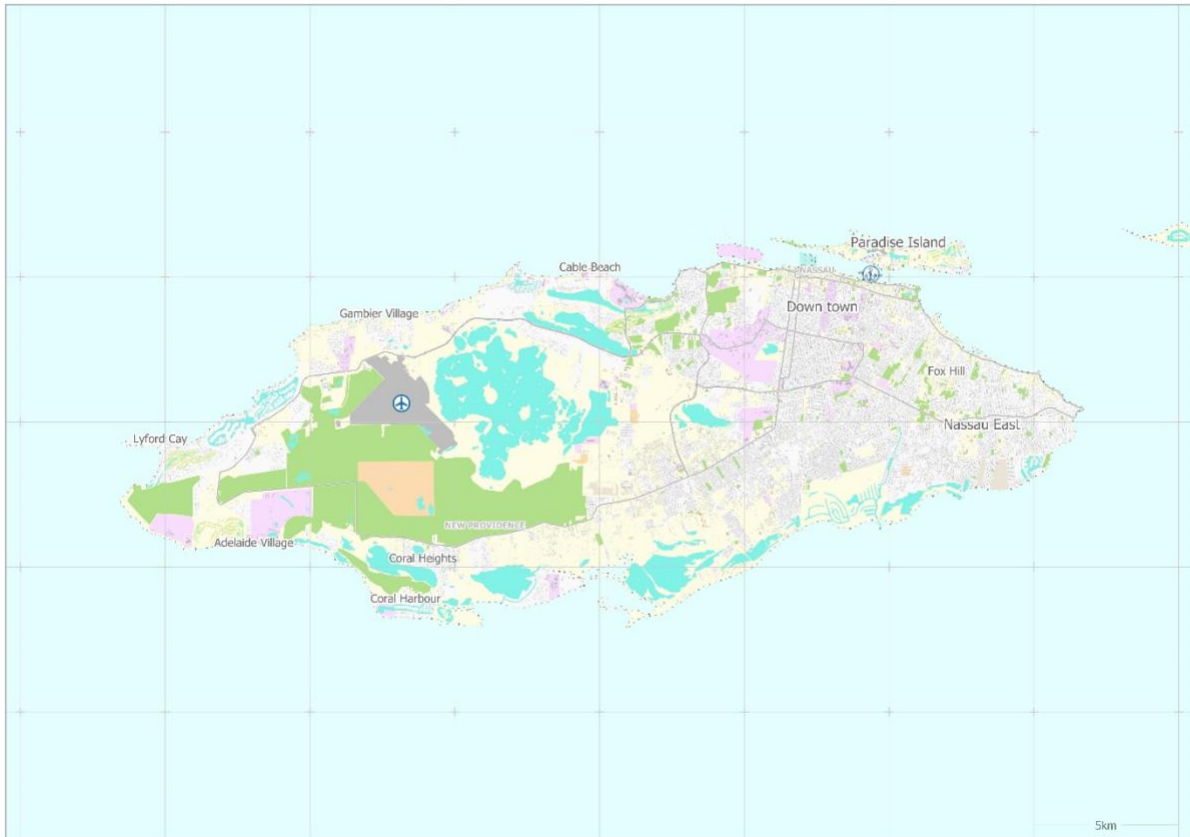 Paradise Island
Cable Beach
NASSAU
Down town
Gambier Village
Fox Hill
Nassau East
Lyford Cay
NEW PROVIDENCE
Adelaide Village
Coral Heights
Coral Harbour
5km